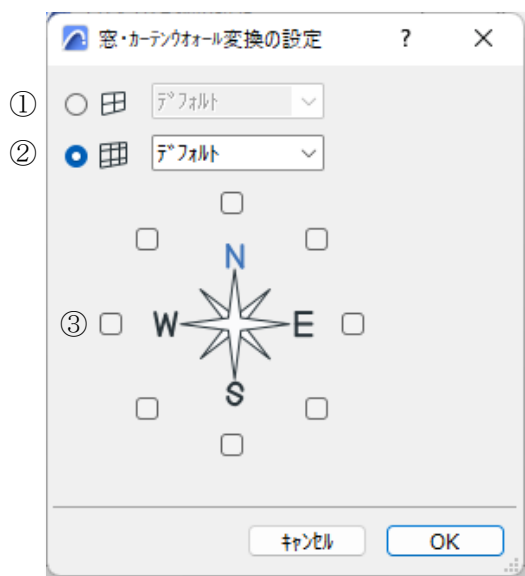 窓・ｶｰﾃﾝｳｫｰﾙ変換の設定 ?
① ﾃﾞﾌｫﾙﾄ
② ﾃﾞﾌｫﾙﾄ
N
③ W E
S
ｷｬﾝｾﾙ OK